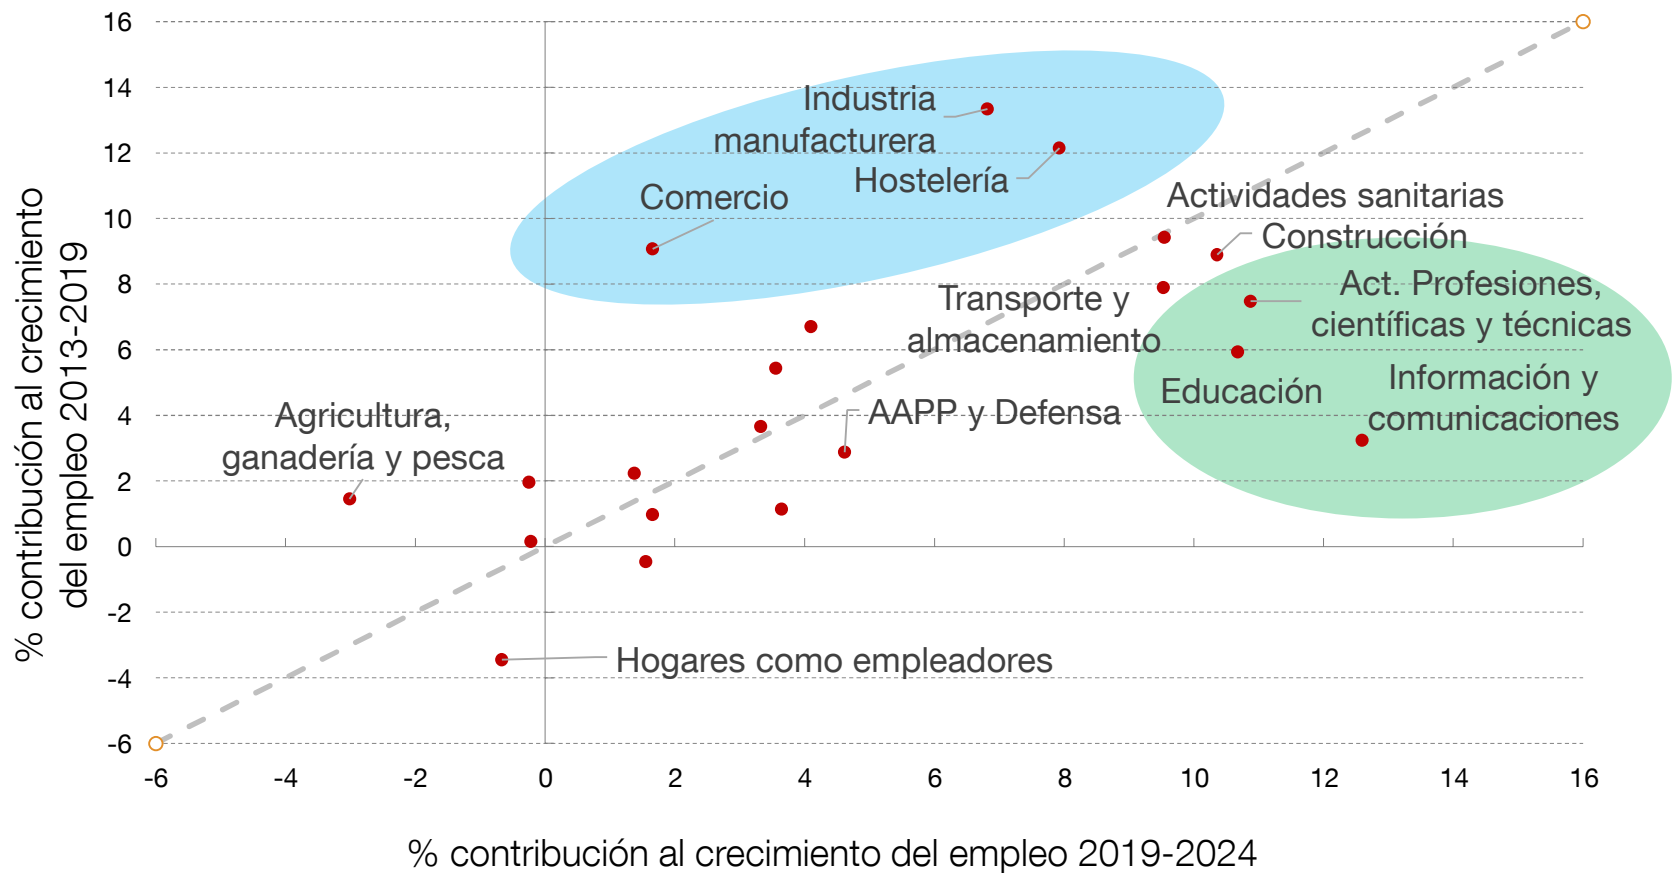 % contribución al crecimiento
del empleo 2013-2019
16
14
12
10
8
6
4
2
0
-2
-4
-6
Industria
manufacturera
Hostelería
Comercio
Actividades sanitarias
Construcción
Transporte y
almacenamiento
Act. Profesiones,
científicas y técnicas
Educación
Información y
comunicaciones
AAPP y Defensa
Agricultura,
ganadería y pesca
Hogares como empleadores
-6 -4 -2 0 2 4 6 8 10 12 14 16
% contribución al crecimiento del empleo 2019-2024